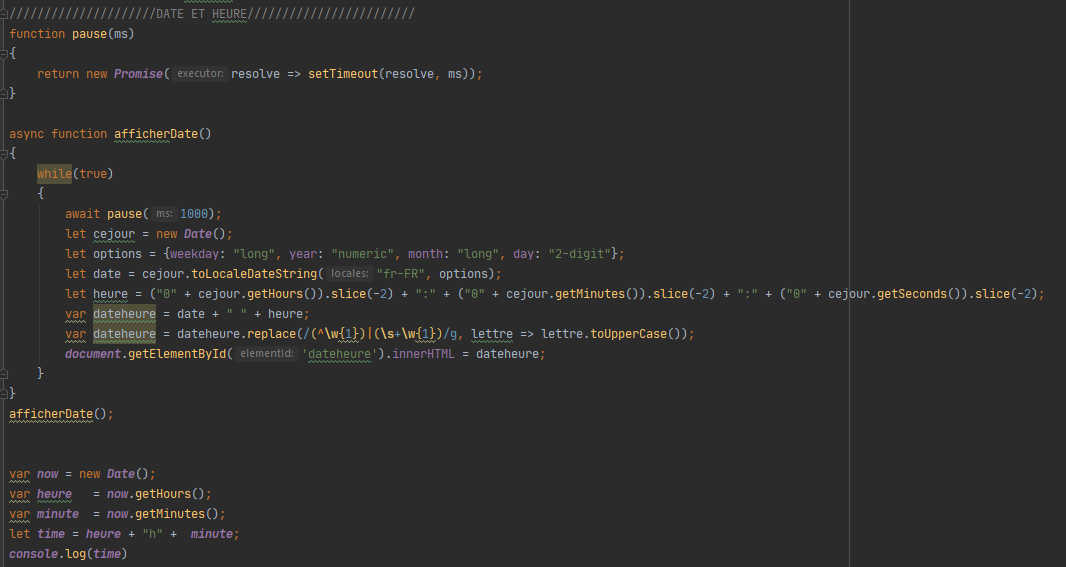 /////////////////////DATE ET HEURE////////////////////////
function pause(ms)
{
    return new Promise( executor: resolve => setTimeout(resolve, ms));
}

async function afficherDate()
{
    while(true)
    {
        await pause( ms: 1000);
        let cejour = new Date();
        let options = {weekday: "long", year: "numeric", month: "long", day: "2-digit"};
        let date = cejour.toLocaleDateString( locales: "fr-FR", options);
        let heure = ("0" + cejour.getHours()).slice(-2) + ":" + ("0" + cejour.getMinutes()).slice(-2) + ":" + ("0" + cejour.getSeconds()).slice(-2);
        var dateheure = date + " " + heure;
        var dateheure = dateheure.replace(/(^\w{1})|(\s+\w{1})/g, lettre => lettre.toUpperCase());
        document.getElementById( elementId: 'dateheure').innerHTML = dateheure;
    }
}
afficherDate();


var now = new Date();
var heure   = now.getHours();
var minute  = now.getMinutes();
let time = heure + "h" +  minute;
console.log(time)